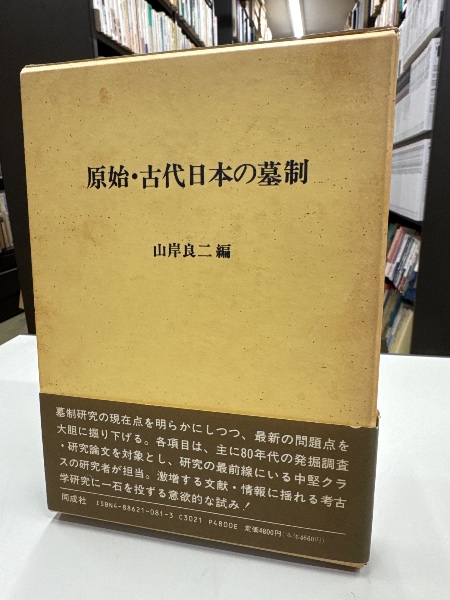 原始・古代日本の墓制
山岸良二編
墓制研究の現在点を明らかにしつつ、最新の問題点を
大胆に掘り下げる。各項目は、主に80年代の発掘調査
・研究論文を対象とし、研究の最前線にいる中堅クラ
スの研究者が担当。激増する文献・情報に揺れる考古
学研究に一石を投ずる意欲的な試み!
同成社 ISBN4-88621-081-3 C3021 P4800E 定価4800円(本体4660円)